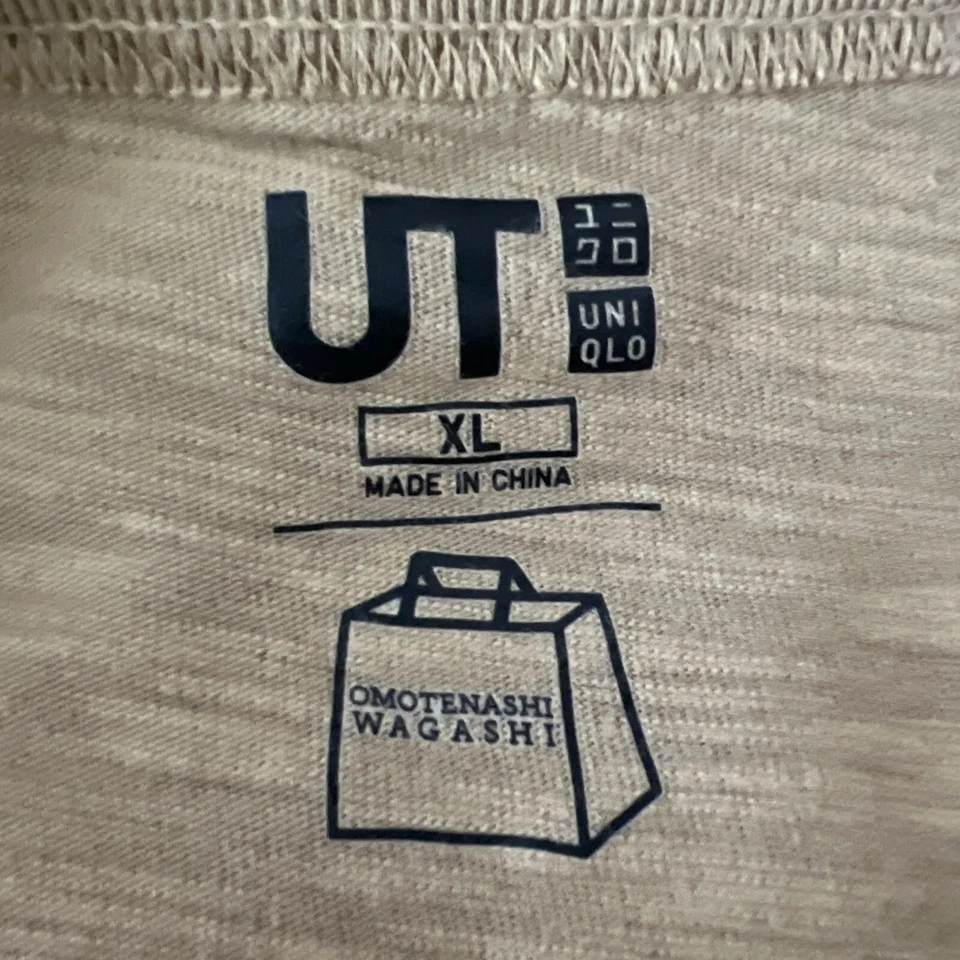 UT
ユニ
クロ
UNI
QLO
XL
MADE IN CHINA
OMOTENASHI
WAGASHI